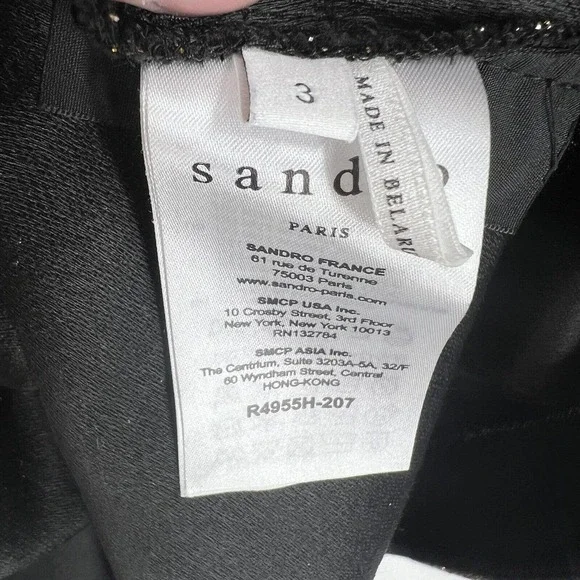 3
MADE IN BELARU
sand o
PARIS
SANDRO FRANCE
61 rue de Turenne
75003 Paris
www.sandro-paris.com
SMCP USA Inc.
10 Crosby Street, 3rd Floor
New York, New York 10013
RN132784
SMCP ASIA Inc.
The Centrium, Suite 3203A-5A, 32/F
60 Wyndham Street, Central
HONG-KONG
R4955H-207